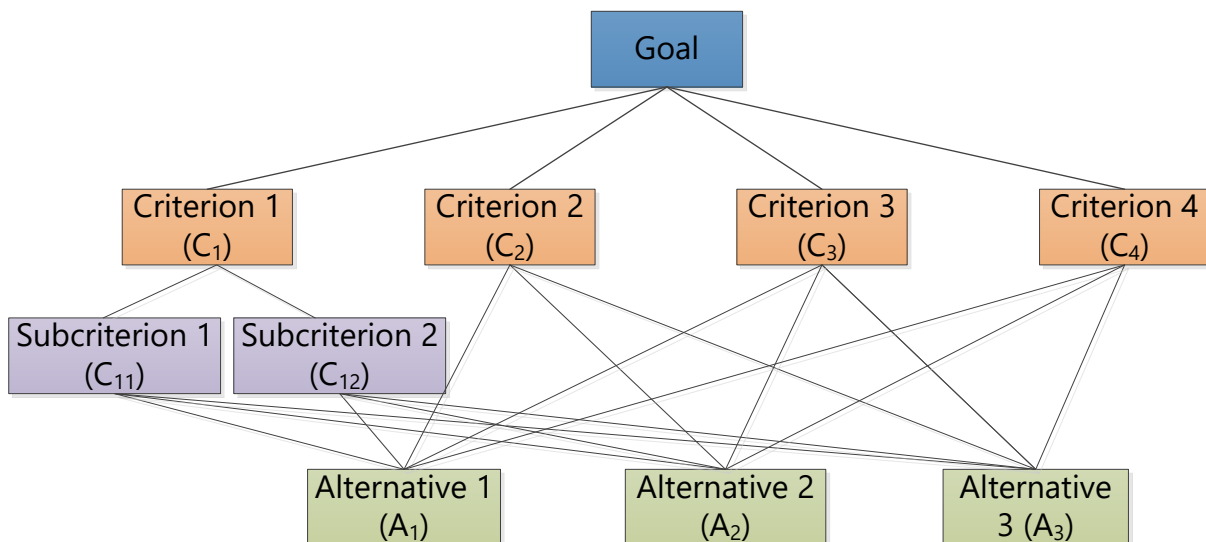 Goal
Criterion 1
(C₁)
Criterion 2
(C₂)
Criterion 3
(C₃)
Criterion 4
(C₄)
Subcriterion 1
(C₁₁)
Subcriterion 2
(C₁₂)
Alternative 1
(A₁)
Alternative 2
(A₂)
Alternative
3 (A₃)